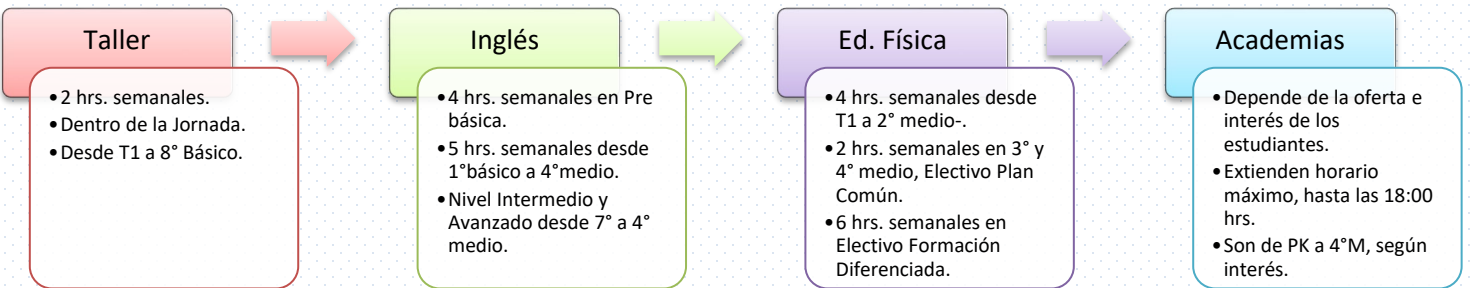 Taller
•2 hrs. semanales.
•Dentro de la Jornada.
•Desde T1 a 8° Básico.
Inglés
•4 hrs. semanales en Pre
básica.
•5 hrs. semanales desde
1°básico a 4°medio.
•Nivel Intermedio y
Avanzado desde 7° a 4°
medio.
Ed. Física
•4 hrs. semanales desde
T1 a 2° medio-.
•2 hrs. semanales en 3° y
4° medio, Electivo Plan
Común.
•6 hrs. semanales en
Electivo Formación
Diferenciada.
Academias
•Depende de la oferta e
interés de los
estudiantes.
•Extienden horario
máximo, hasta las 18:00
hrs.
•Son de PK a 4°M, según
interés.